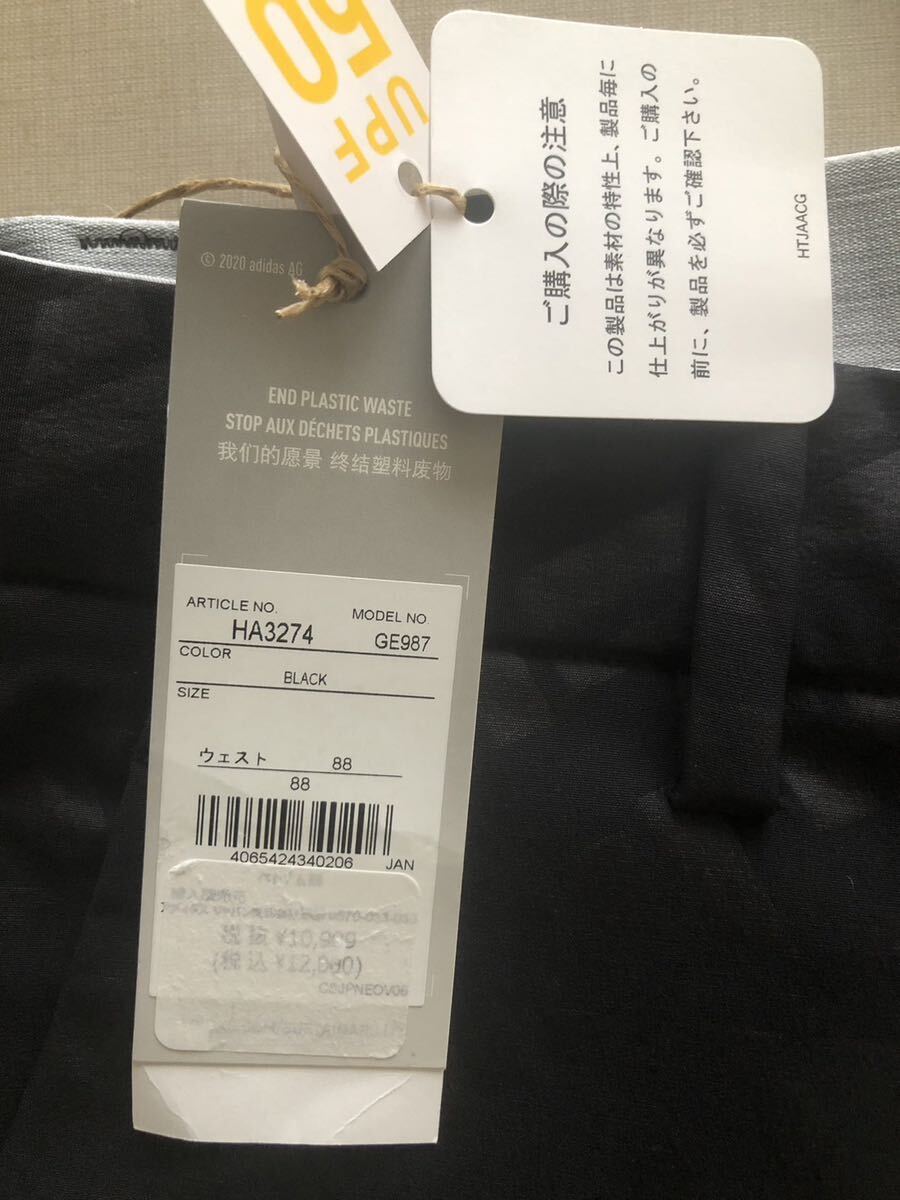 UPF
50
ご購入の際の注意
この製品は素材の特性上、製品毎に
仕上がりが異なります。ご購入の
前に、製品を必ずご確認下さい。
HTJAACG
© 2020 adidas AG
END PLASTIC WASTE
STOP AUX DÉCHETS PLASTIQUES
我们的愿景 终结塑料废物
ARTICLE NO. MODEL NO.
HA3274 GE987
COLOR
BLACK
SIZE
ウェスト 88
88
4065424340206 JAN
税抜 ¥10,909
(税込 ¥12,000)
CSJPNEOV06